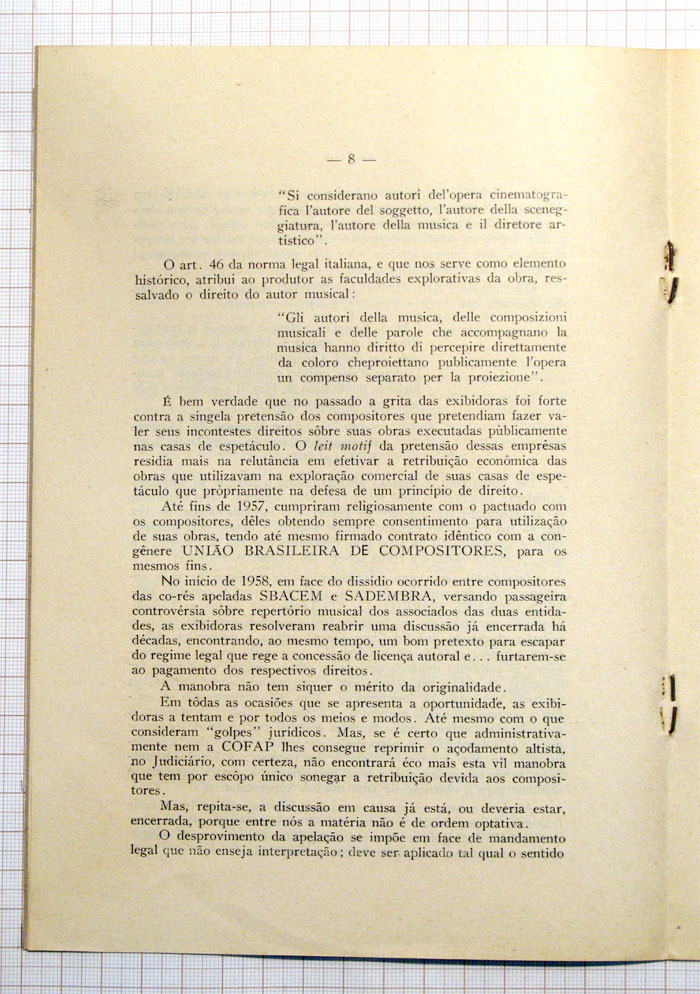 — 8 —
“Si considerano autori del'opera cinematogra-
fica l'autore del soggetto, l'autore della sceneg-
giatura, l'autore della musica e il diretore ar-
tistico”.
O art. 46 da norma legal italiana, e que nos serve como elemento
histórico, atribui ao produtor as faculdades explorativas da obra, res-
salvado o direito do autor musical:
“Gli autori della musica, delle composizioni
musicali e delle parole che accompagnano la
musica hanno diritto di percepire direttamente
da coloro cheproiettano publicamente l'opera
un compenso separato per la proiezione”.
É bem verdade que no passado a grita das exibidoras foi forte
contra a singela pretensão dos compositores que pretendiam fazer va-
ler seus incontestes direitos sôbre suas obras executadas pùblicamente
nas casas de espetáculo. O leit motif da pretensão dessas emprêsas
residia mais na relutância em efetivar a retribuição econômica das
obras que utilizavam na exploração comercial de suas casas de espe-
táculo que pròpriamente na defesa de um princípio de direito.
Até fins de 1957, cumpriram religiosamente com o pactuado com
os compositores, dêles obtendo sempre consentimento para utilização
de suas obras, tendo até mesmo firmado contrato idêntico com a con-
gênere UNIÃO BRASILEIRA DE COMPOSITORES, para os
mesmos fins.
No início de 1958, em face do dissídio ocorrido entre compositores
das co-rés apeladas SBACEM e SADEMBRA, versando passageira
controvérsia sôbre repertório musical dos associados das duas entida-
des, as exibidoras resolveram reabrir uma discussão já encerrada há
décadas, encontrando, ao mesmo tempo, um bom pretexto para escapar
do regime legal que rege a concessão de licença autoral e... furtarem-se
ao pagamento dos respectivos direitos.
A manobra não tem siquer o mérito da originalidade.
Em tôdas as ocasiões que se apresenta a oportunidade, as exibi-
doras a tentam e por todos os meios e modos. Até mesmo com o que
consideram “golpes” jurídicos. Mas, se é certo que administrativa-
mente nem a COFAP lhes consegue reprimir o açodamento altista,
no Judiciário, com certeza, não encontrará éco mais esta vil manobra
que tem por escópo único sonegar a retribuição devida aos composi-
tores.
Mas, repita-se, a discussão em causa já está, ou deveria estar,
encerrada, porque entre nós a matéria não é de ordem optativa.
O desprovimento da apelação se impõe em face de mandamento
legal que não enseja interpretação; deve ser aplicado tal qual o sentido